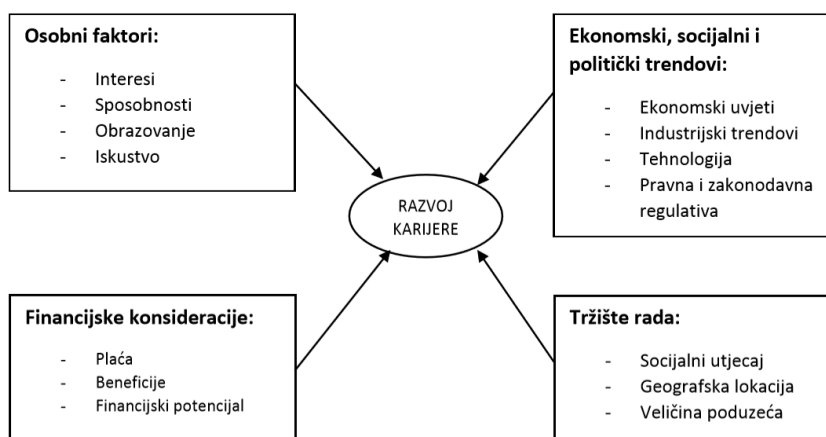 Osobni faktori:
- Interesi
- Sposobnosti
- Obrazovanje
- Iskustvo
Ekonomski, socijalni i
politički trendovi:
- Ekonomski uvjeti
- Industrijski trendovi
- Tehnologija
- Pravna i zakonodavna
regulativa
RAZVOJ
KARIJERE
Financijske konsideracije:
- Plaća
- Beneficije
- Financijski potencijal
Tržište rada:
- Socijalni utjecaj
- Geografska lokacija
- Veličina poduzeća